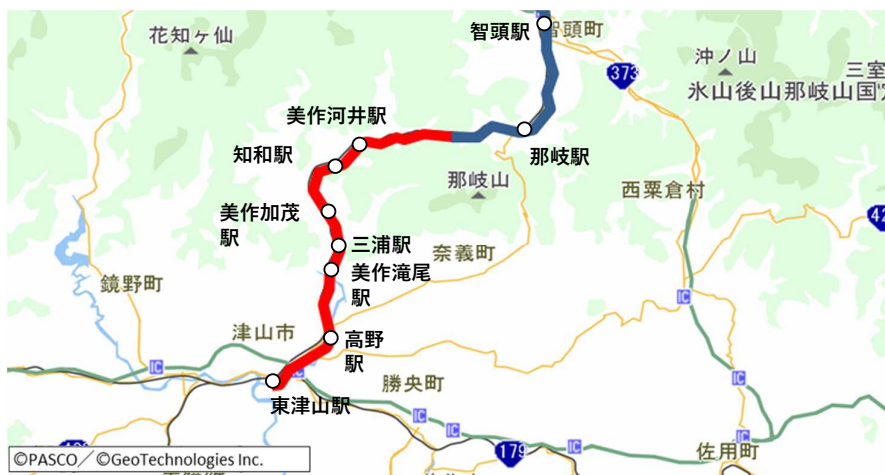 花知ヶ仙
智頭駅
智頭町
373
沖ノ山
三室
氷山後山那岐山国
美作河井駅
知和駅
那岐駅
那岐山
西粟倉村
美作加茂
駅
三浦駅
奈義町
美作滝尾
駅
鏡野町
IC
津山市
高野
駅
IC
IC
勝央町
IC
東津山駅
IC
179
IC
佐用町
©PASCO／©GeoTechnologies Inc.